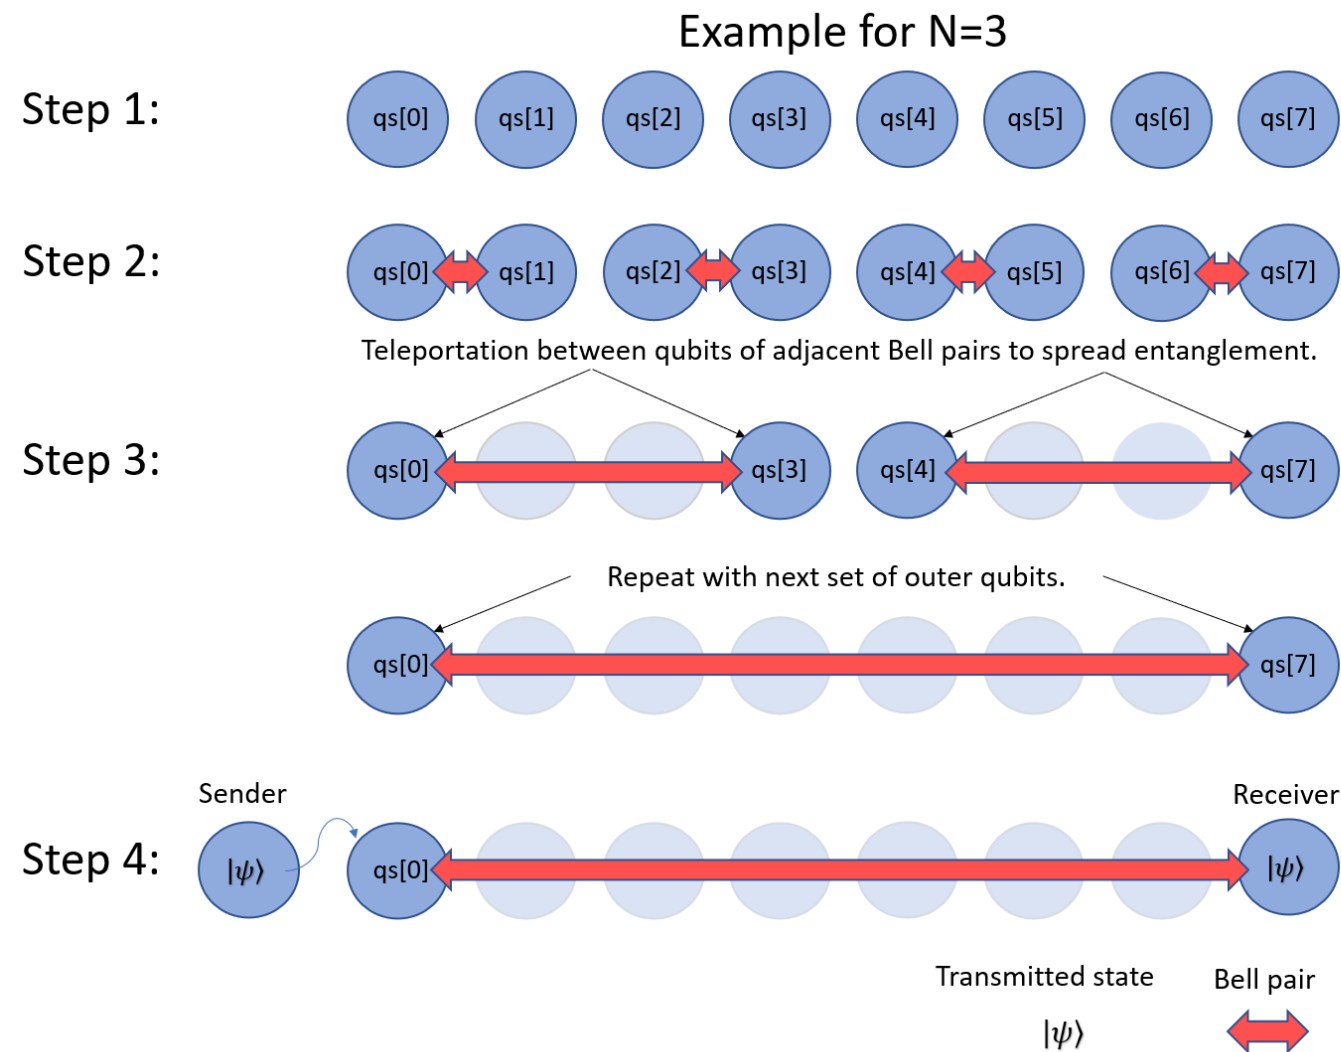 Example for N=3
Step 1:
qs[0] qs[1] qs[2] qs[3] qs[4] qs[5] qs[6] qs[7]
Step 2:
qs[0] qs[1] qs[2] qs[3] qs[4] qs[5] qs[6] qs[7]
Teleportation between qubits of adjacent Bell pairs to spread entanglement.
Step 3:
qs[0] qs[3] qs[4] qs[7]
Repeat with next set of outer qubits.
qs[0] qs[7]
Sender
Receiver
Step 4:
|ψ⟩ qs[0] |ψ⟩
Transmitted state
Bell pair
|ψ⟩